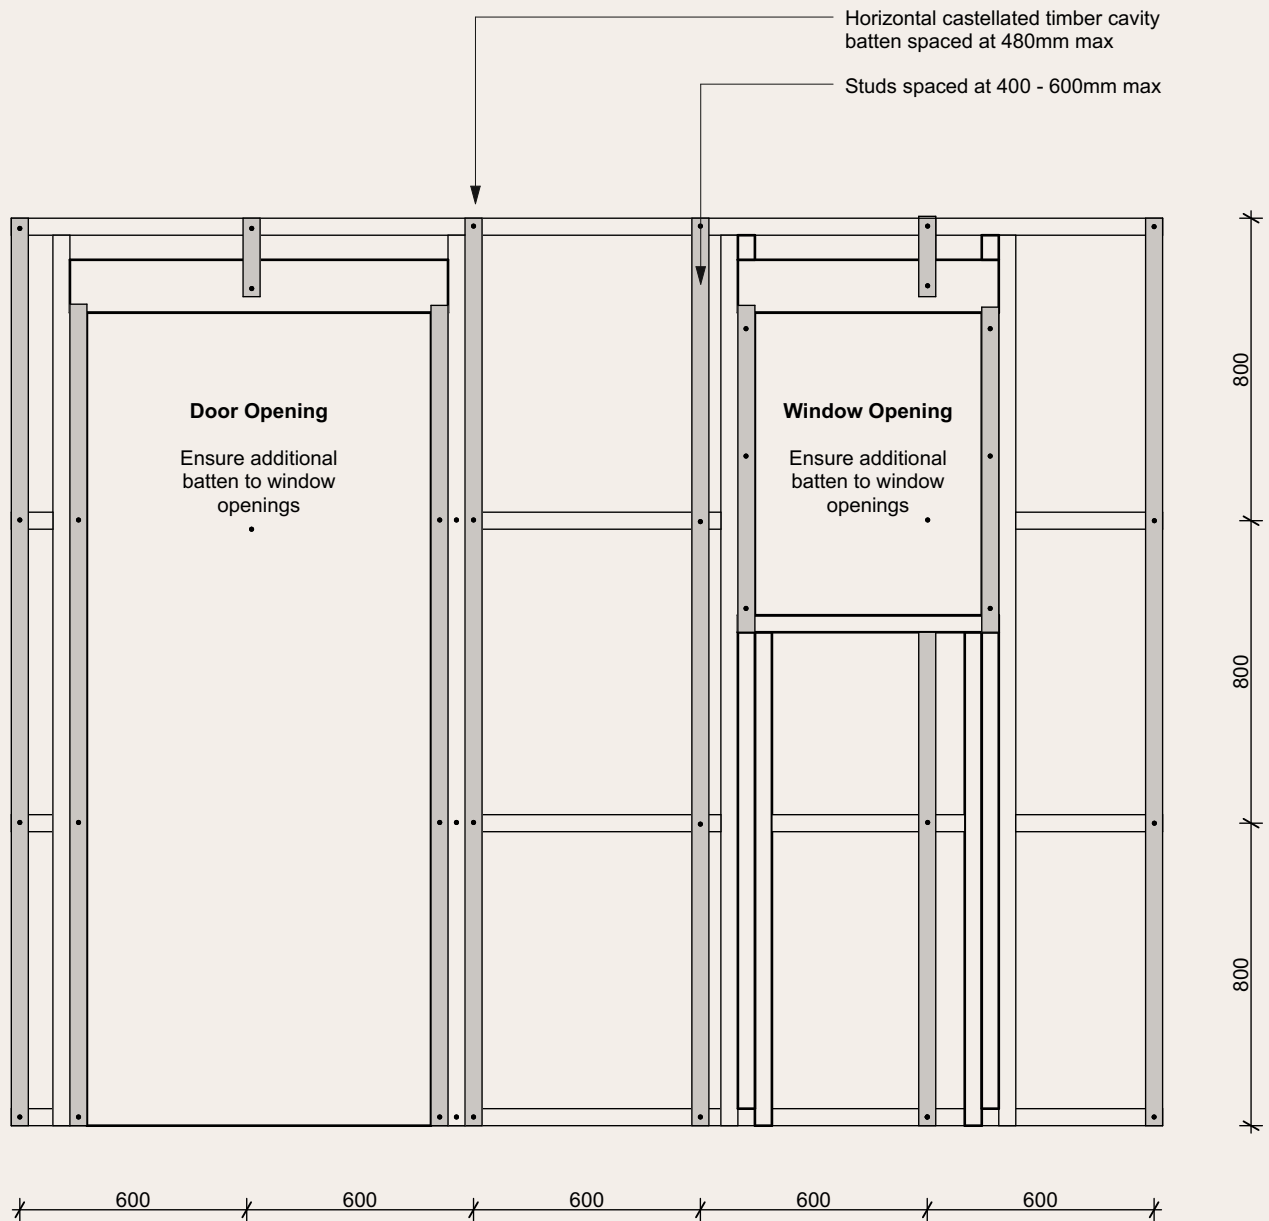 Horizontal castellated timber cavity
batten spaced at 480mm max
Studs spaced at 400 - 600mm max
Door Opening
Ensure additional
batten to window
openings
Window Opening
Ensure additional
batten to window
openings
800
800
800
600
600
600
600
600